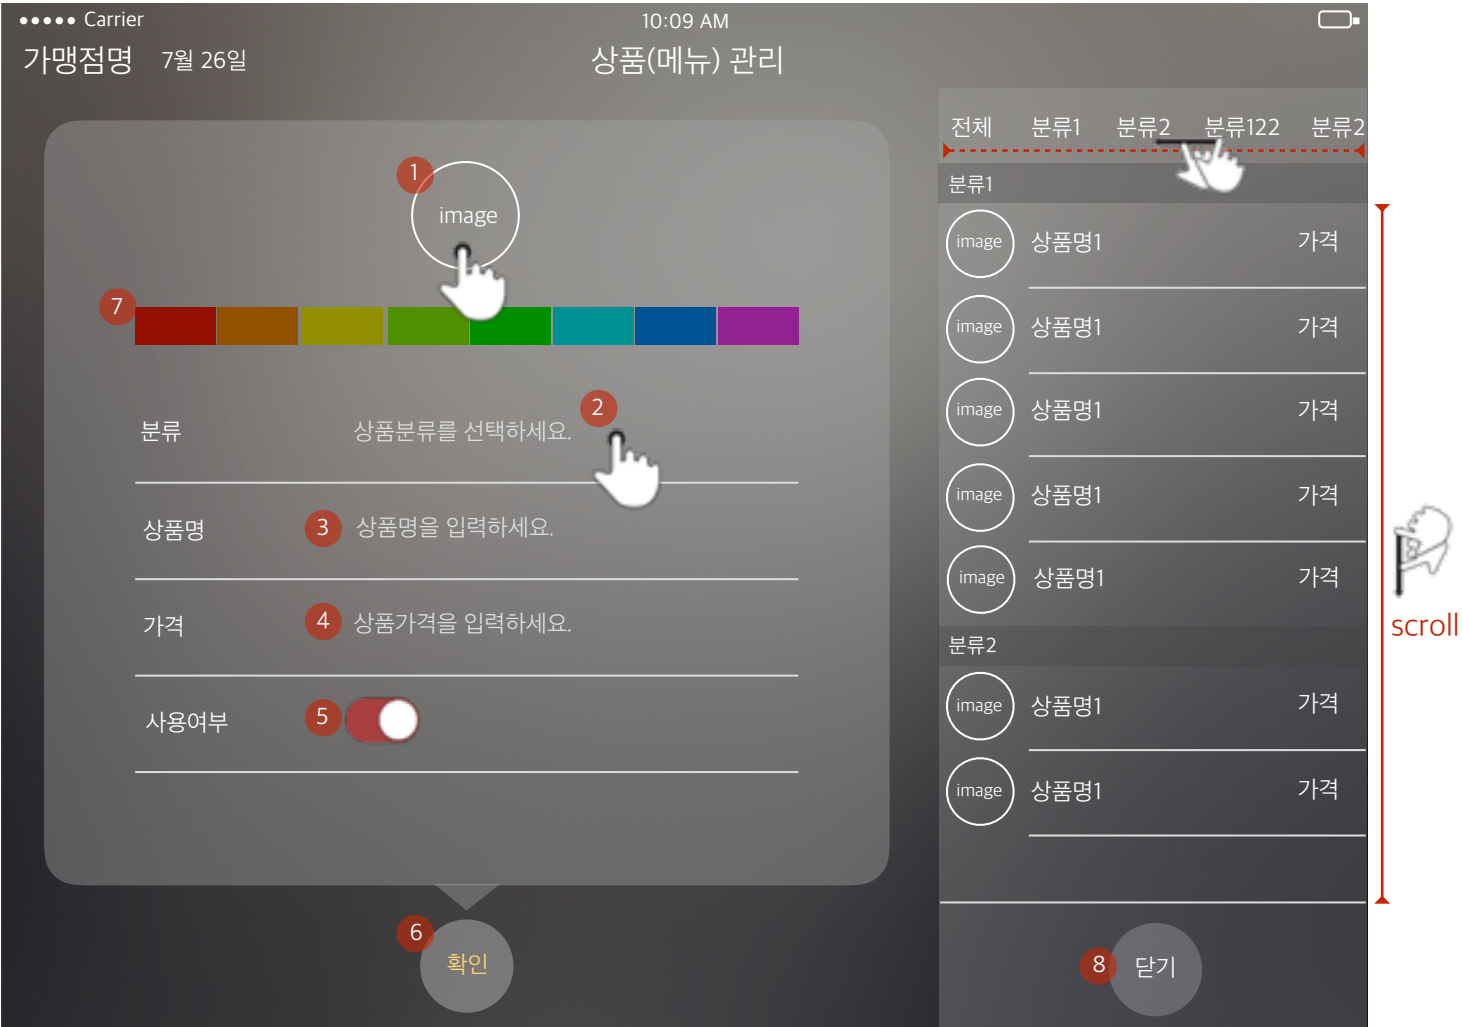 ●●●●● Carrier
10:09 AM
가맹점명 7월 26일
상품(메뉴) 관리
1
image
7
분류
상품분류를 선택하세요.
2
상품명
3
상품명을 입력하세요.
가격
4
상품가격을 입력하세요.
사용여부
5
6
확인
전체 분류1 분류2 분류122 분류2
분류1
image 상품명1 가격
image 상품명1 가격
image 상품명1 가격
image 상품명1 가격
image 상품명1 가격
분류2
image 상품명1 가격
image 상품명1 가격
8
닫기
scroll